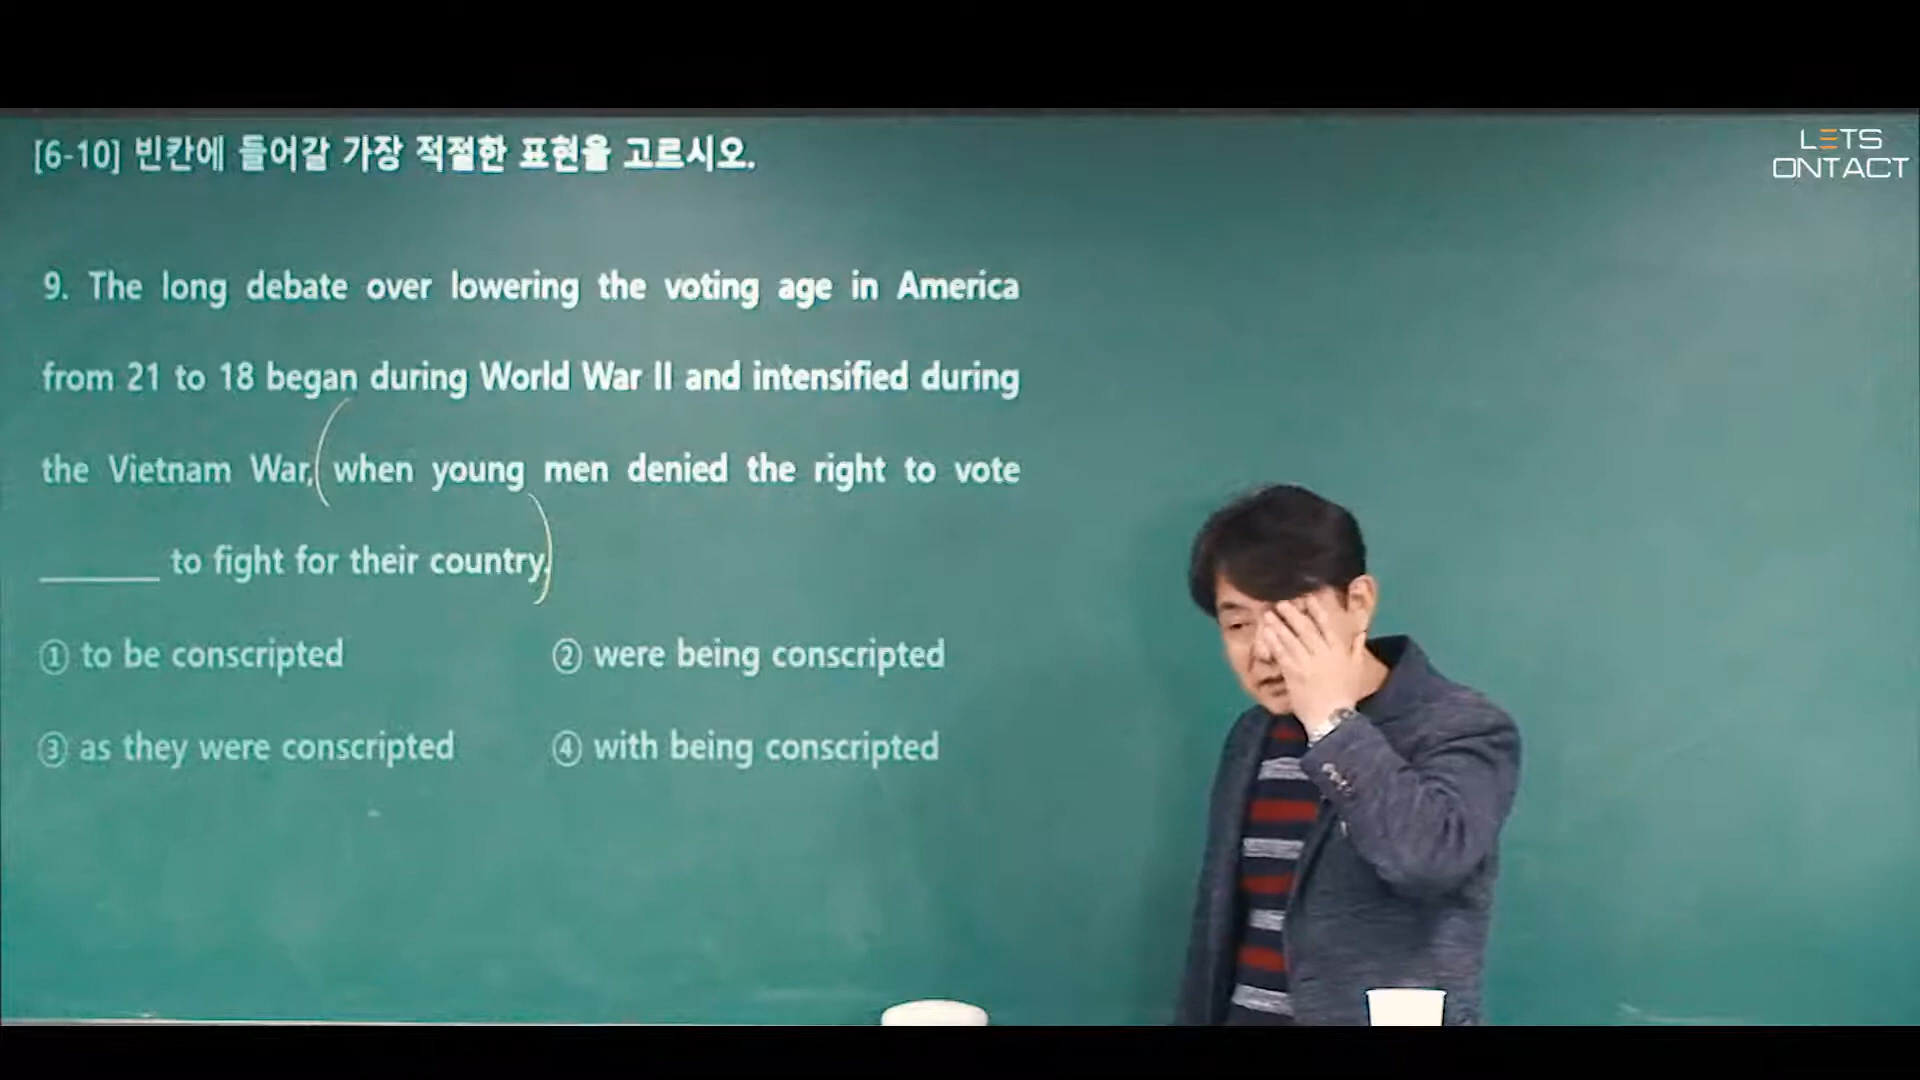 [6-10] 빈칸에 들어갈 가장 적절한 표현을 고르시오.
LETS
ONTACT
9. The long debate over lowering the voting age in America
from 21 to 18 began during World War II and intensified during
the Vietnam War, when young men denied the right to vote
______ to fight for their country.
① to be conscripted
② were being conscripted
③ as they were conscripted
④ with being conscripted